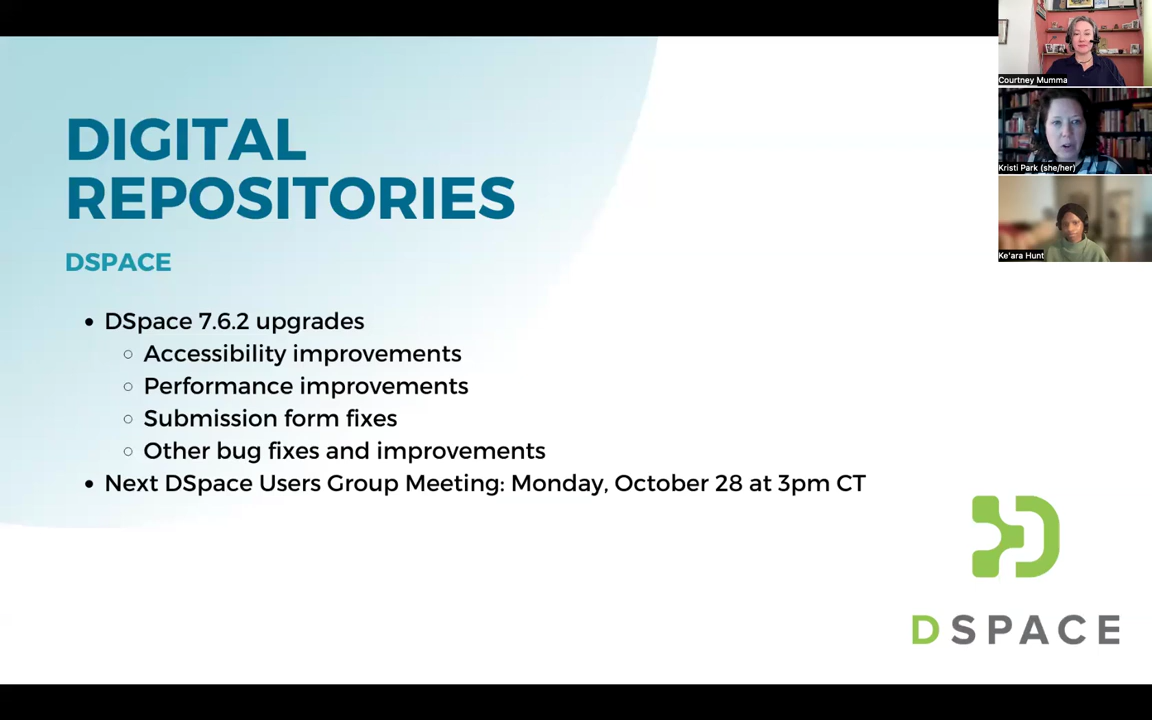 DIGITAL
REPOSITORIES
DSPACE
• DSpace 7.6.2 upgrades
○ Accessibility improvements
○ Performance improvements
○ Submission form fixes
○ Other bug fixes and improvements
• Next DSpace Users Group Meeting: Monday, October 28 at 3pm CT
DSPACE
Courtney Mumma
Kristi Park (she/her)
Ke'ara Hunt